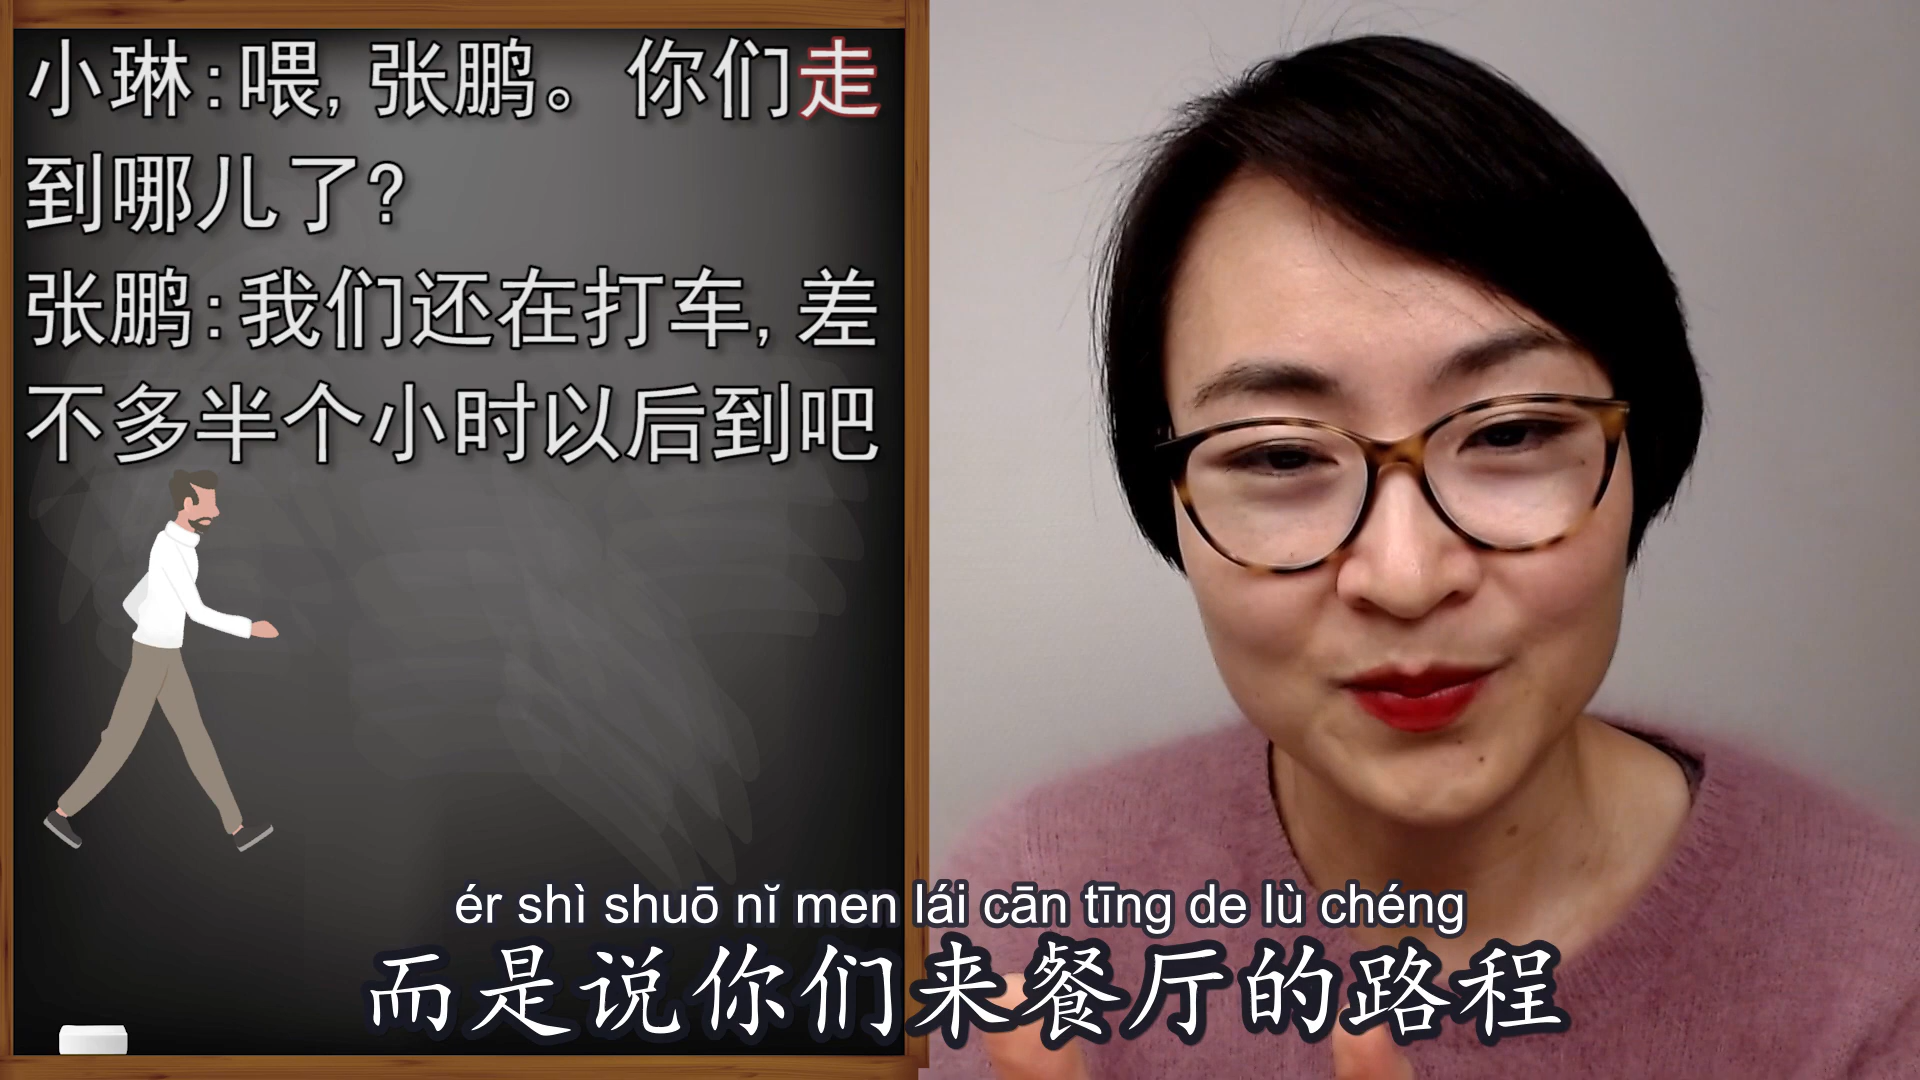 小琳:喂,张鹏。你们走
到哪儿了?
张鹏:我们还在打车,差
不多半个小时以后到吧
ér shì shuō nǐ men lái cān tīng de lù chéng
而是说你们来餐厅的路程